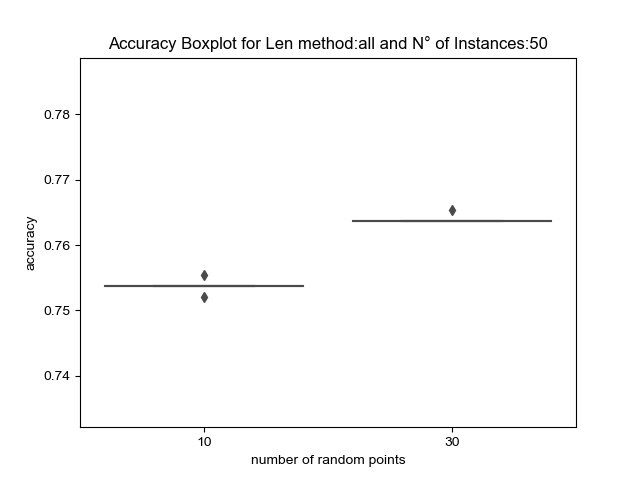 Accuracy Boxplot for Len method:all and N° of Instances:50
0.78
0.77
0.76
0.75
0.74
accuracy
10
30
number of random points